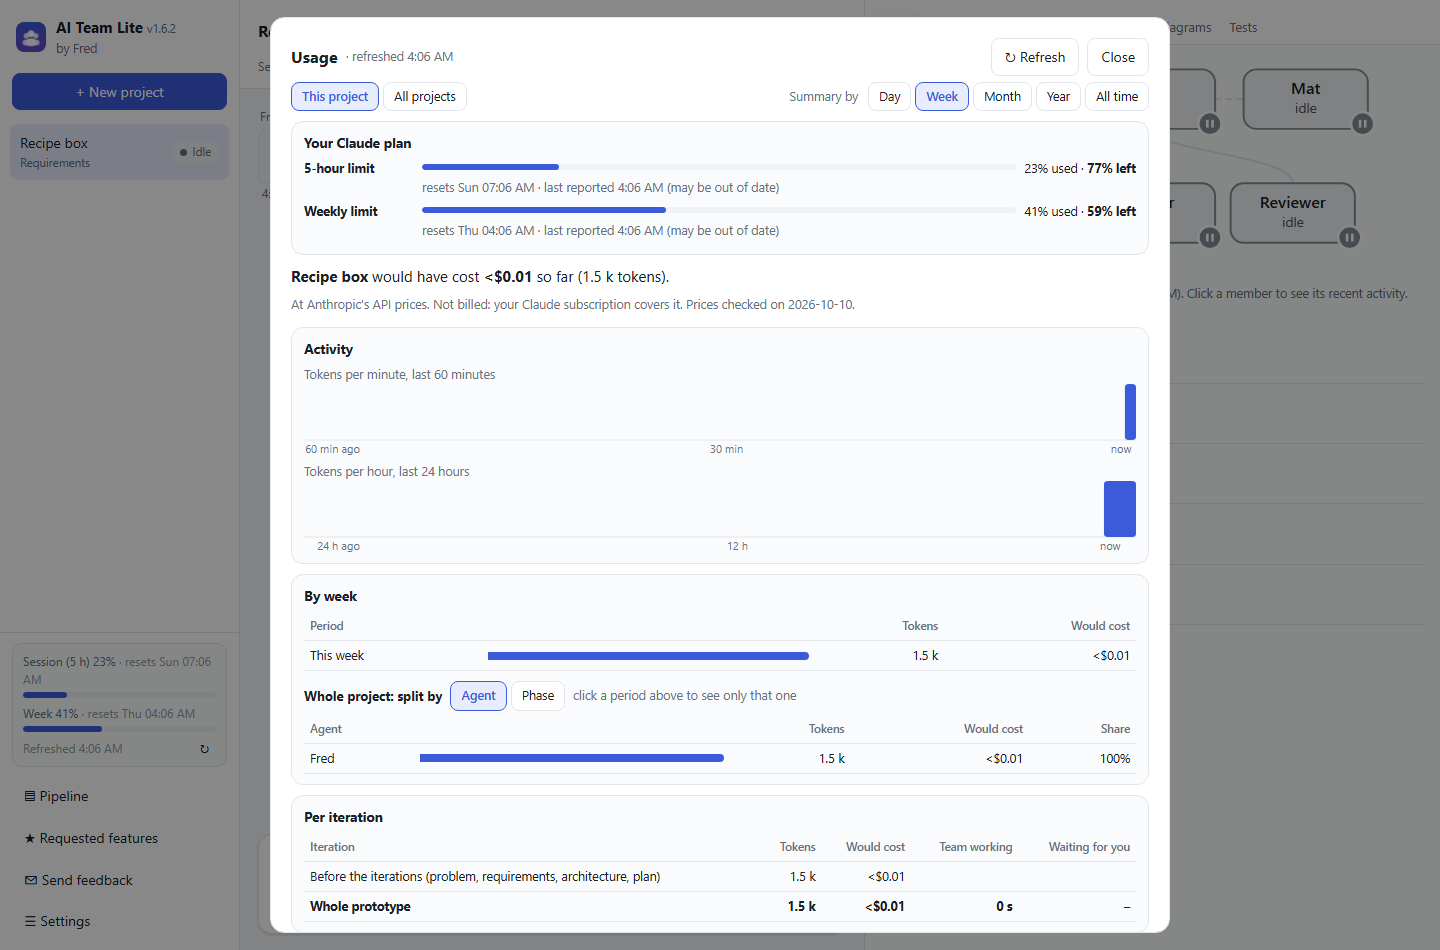 AI Team Lite v1.6.2
by Fred
+ New project
Recipe box
Requirements
Idle
Session (5 h) 23% · resets Sun 07:06 AM
Week 41% · resets Thu 04:06 AM
Refreshed 4:06 AM
Pipeline
Requested features
Send feedback
Settings
Usage · refreshed 4:06 AM
Refresh
Close
This project
All projects
Summary by
Day
Week
Month
Year
All time
Your Claude plan
5-hour limit
23% used · 77% left
resets Sun 07:06 AM · last reported 4:06 AM (may be out of date)
Weekly limit
41% used · 59% left
resets Thu 04:06 AM · last reported 4:06 AM (may be out of date)
Recipe box would have cost <$0.01 so far (1.5 k tokens).
At Anthropic's API prices. Not billed: your Claude subscription covers it. Prices checked on 2026-10-10.
Activity
Tokens per minute, last 60 minutes
60 min ago 30 min now
Tokens per hour, last 24 hours
24 h ago 12 h now
By week
Period Tokens Would cost
This week 1.5 k <$0.01
Whole project: split by Agent Phase click a period above to see only that one
Agent Tokens Would cost Share
Fred 1.5 k <$0.01 100%
Per iteration
Iteration Tokens Would cost Team working Waiting for you
Before the iterations (problem, requirements, architecture, plan) 1.5 k <$0.01
Whole prototype 1.5 k <$0.01 0 s –
agrams Tests
Mat
idle
Reviewer
idle
M). Click a member to see its recent activity.